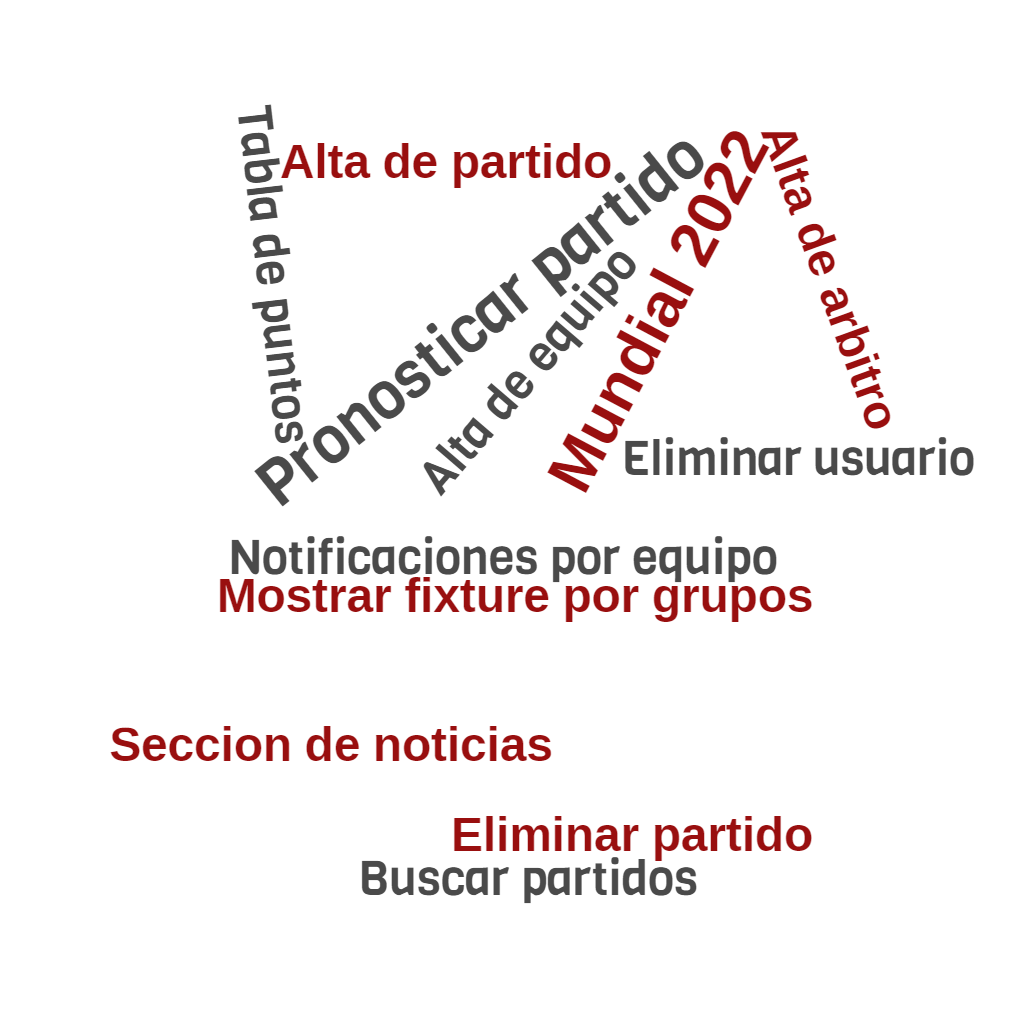 Tabla de puntos
Alta de partido
Pronosticar partido
Alta de equipo
Mundial 2022
Alta de arbitro
Eliminar usuario
Notificaciones por equipo
Mostrar fixture por grupos
Seccion de noticias
Eliminar partido
Buscar partidos